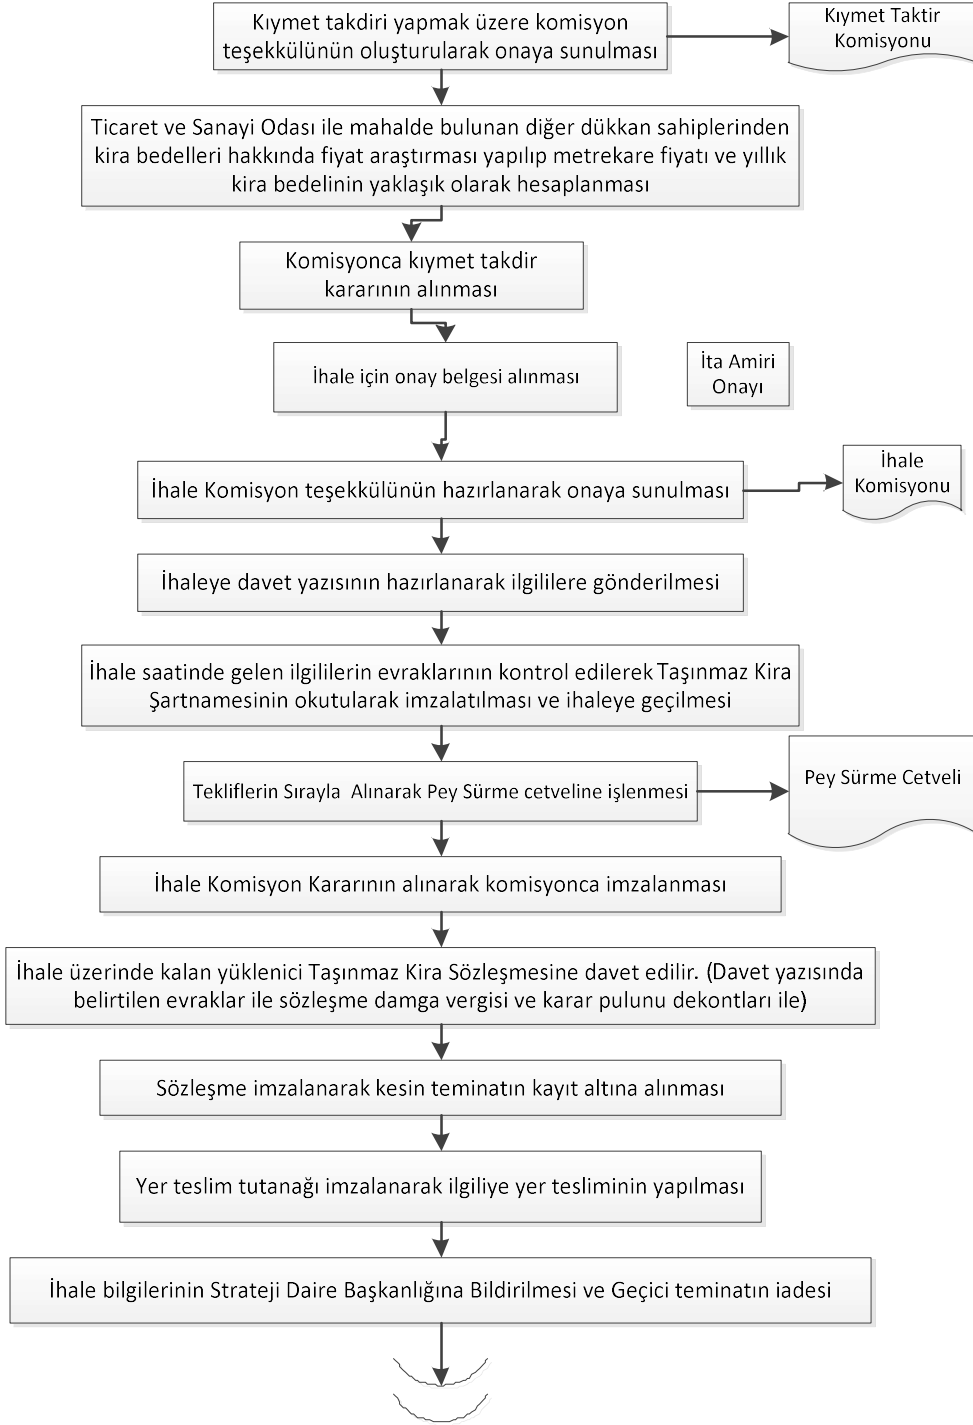 Kıymet takdiri yapmak üzere komisyon
teşekkülünün oluşturularak onaya sunulması
Kıymet Taktir
Komisyonu
Ticaret ve Sanayi Odası ile mahalde bulunan diğer dükkan sahiplerinden
kira bedelleri hakkında fiyat araştırması yapılıp metrekare fiyatı ve yıllık
kira bedelinin yaklaşık olarak hesaplanması
Komisyonca kıymet takdir
kararının alınması
İhale için onay belgesi alınması
İta Amiri
Onayı
İhale Komisyon teşekkülünün hazırlanarak onaya sunulması
İhale
Komisyonu
İhaleye davet yazısının hazırlanarak ilgililere gönderilmesi
İhale saatinde gelen ilgililerin evraklarının kontrol edilerek Taşınmaz Kira
Şartnamesinin okutularak imzalatılması ve ihaleye geçilmesi
Tekliflerin Sırayla Alınarak Pey Sürme cetveline işlenmesi
Pey Sürme Cetveli
İhale Komisyon Kararının alınarak komisyonca imzalanması
İhale üzerinde kalan yüklenici Taşınmaz Kira Sözleşmesine davet edilir. (Davet yazısında
belirtilen evraklar ile sözleşme damga vergisi ve karar pulunu dekontları ile)
Sözleşme imzalanarak kesin teminatın kayıt altına alınması
Yer teslim tutanağı imzalanarak ilgiliye yer tesliminin yapılması
İhale bilgilerinin Strateji Daire Başkanlığına Bildirilmesi ve Geçici teminatın iadesi